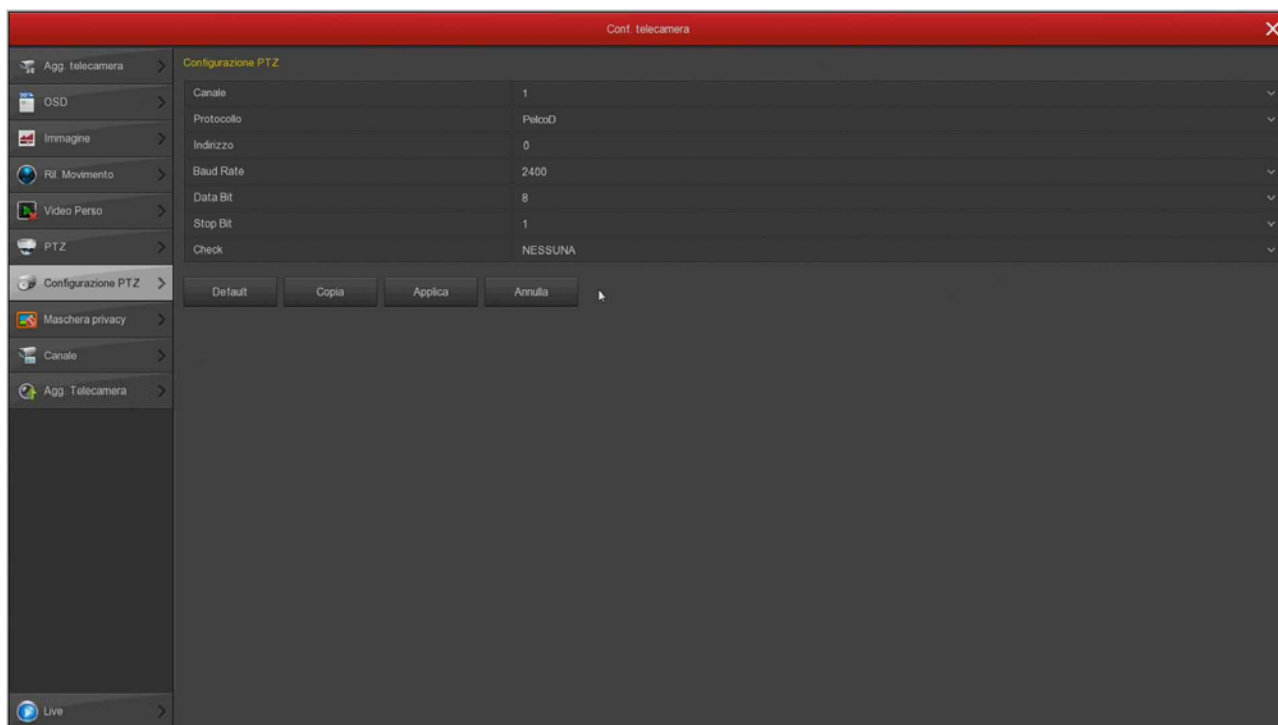 Conf. telecamera
Agg. telecamera
OSD
Immagine
Ril. Movimento
Video Perso
PTZ
Configurazione PTZ
Maschera privacy
Canale
Agg. Telecamera
Live
Configurazione PTZ
Canale 1
Protocollo PelcoD
Indirizzo 0
Baud Rate 2400
Data Bit 8
Stop Bit 1
Check NESSUNA
Default Copia Applica Annulla